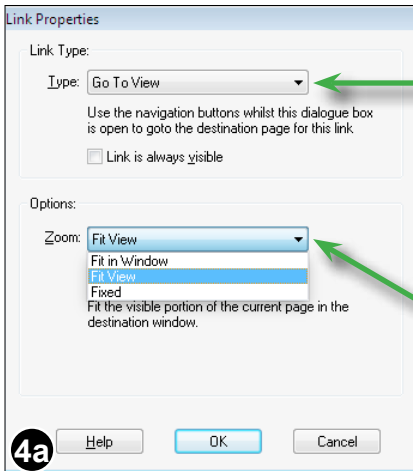 Link Properties
Link Type:
Type: Go To View
Use the navigation buttons whilst this dialogue box
is open to goto the destination page for this link
Link is always visible
Options:
Zoom: Fit View
Fit in Window
Fit View
Fixed
Fit the visible portion of the current page in the
destination window.
4a Help OK Cancel